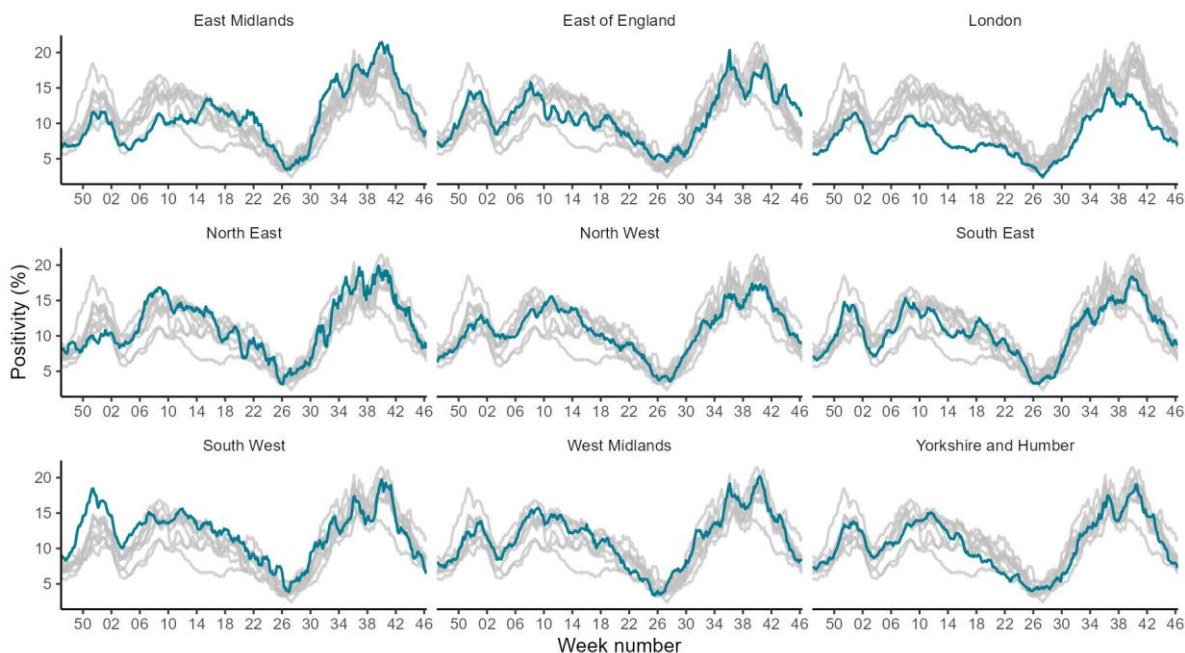 East Midlands East of England London
20
15
10
5
50 02 06 10 14 18 22 26 30 34 38 42 46 50 02 06 10 14 18 22 26 30 34 38 42 46 50 02 06 10 14 18 22 26 30 34 38 42 46
North East North West South East
Positivity (%)
20
15
10
5
50 02 06 10 14 18 22 26 30 34 38 42 46 50 02 06 10 14 18 22 26 30 34 38 42 46 50 02 06 10 14 18 22 26 30 34 38 42 46
South West West Midlands Yorkshire and Humber
20
15
10
5
50 02 06 10 14 18 22 26 30 34 38 42 46 50 02 06 10 14 18 22 26 30 34 38 42 46 50 02 06 10 14 18 22 26 30 34 38 42 46
Week number